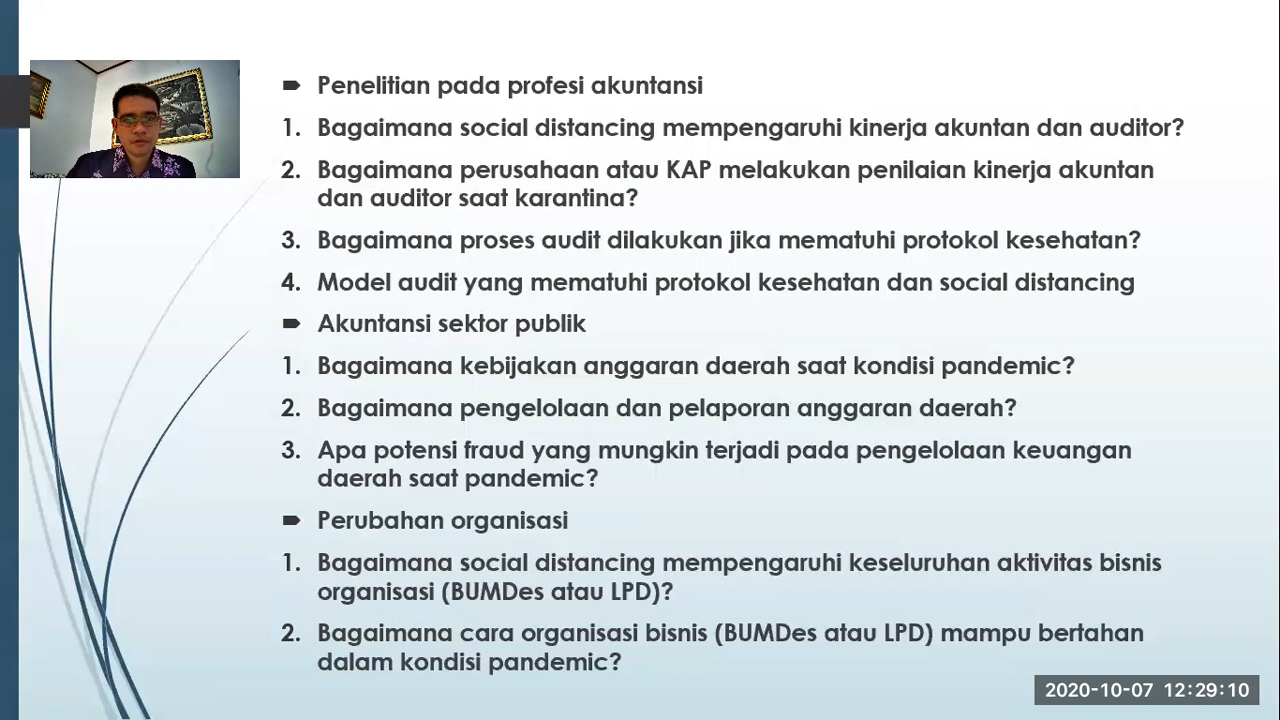 Penelitian pada profesi akuntansi
1. Bagaimana social distancing mempengaruhi kinerja akuntan dan auditor?
2. Bagaimana perusahaan atau KAP melakukan penilaian kinerja akuntan
dan auditor saat karantina?
3. Bagaimana proses audit dilakukan jika mematuhi protokol kesehatan?
4. Model audit yang mematuhi protokol kesehatan dan social distancing
Akuntansi sektor publik
1. Bagaimana kebijakan anggaran daerah saat kondisi pandemic?
2. Bagaimana pengelolaan dan pelaporan anggaran daerah?
3. Apa potensi fraud yang mungkin terjadi pada pengelolaan keuangan
daerah saat pandemic?
Perubahan organisasi
1. Bagaimana social distancing mempengaruhi keseluruhan aktivitas bisnis
organisasi (BUMDes atau LPD)?
2. Bagaimana cara organisasi bisnis (BUMDes atau LPD) mampu bertahan
dalam kondisi pandemic?
2020-10-07 12:29:10